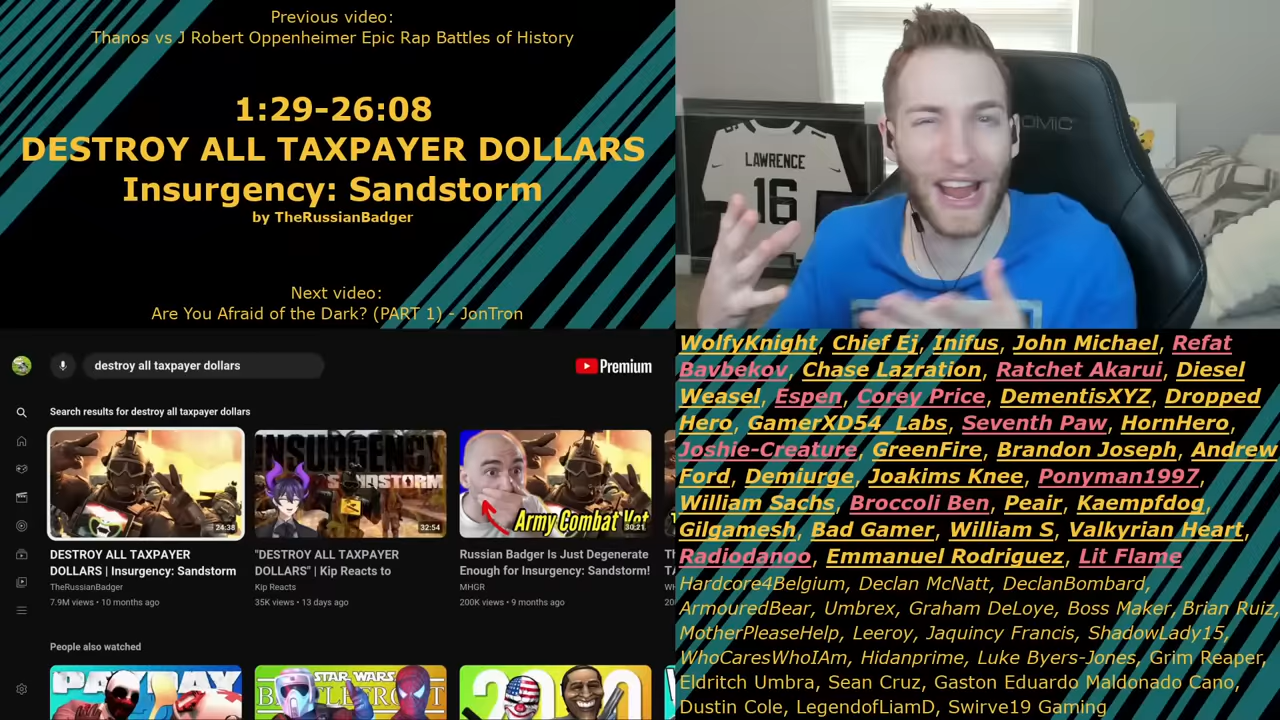 Previous video:
Thanos vs J Robert Oppenheimer Epic Rap Battles of History
1:29-26:08
DESTROY ALL TAXPAYER DOLLARS
Insurgency: Sandstorm
by TheRussianBadger
Next video:
Are You Afraid of the Dark? (PART 1) - JonTron
LAWRENCE
16
OMIC
destroy all taxpayer dollars
Premium
Search results for destroy all taxpayer dollars
24:38
INSURGENCY
SANDSTORM
32:54
Army Combat Vet
30:21
DESTROY ALL TAXPAYER
DOLLARS | Insurgency: Sandstorm
TheRussianBadger
7.9M views • 10 months ago
"DESTROY ALL TAXPAYER
DOLLARS" | Kip Reacts to
Kip Reacts
35K views • 13 days ago
Russian Badger Is Just Degenerate
Enough for Insurgency: Sandstorm!
MHGR
200K views • 9 months ago
People also watched
PAYDAY
STAR WARS
BATTLEFRONT
WolfyKnight, Chief Ej, Inifus, John Michael, Refat
Bavbekov, Chase Lazration, Ratchet Akarui, Diesel
Weasel, Espen, Corey Price, DementisXYZ, Dropped
Hero, GamerXD54_Labs, Seventh Paw, HornHero,
Joshie-Creature, GreenFire, Brandon Joseph, Andrew
Ford, Demiurge, Joakims Knee, Ponyman1997,
William Sachs, Broccoli Ben, Peair, Kaempfdog,
Gilgamesh, Bad Gamer, William S, Valkyrian Heart,
Radiodanoo, Emmanuel Rodriguez, Lit Flame
Hardcore4Belgium, Declan McNatt, DeclanBombard,
ArmouredBear, Umbrex, Graham DeLoye, Boss Maker, Brian Ruiz,
MotherPleaseHelp, Leeroy, Jaquincy Francis, ShadowLady15,
WhoCaresWhoIAm, Hidanprime, Luke Byers-Jones, Grim Reaper,
Eldritch Umbra, Sean Cruz, Gaston Eduardo Maldonado Cano,
Dustin Cole, LegendofLiamD, Swirve19 Gaming